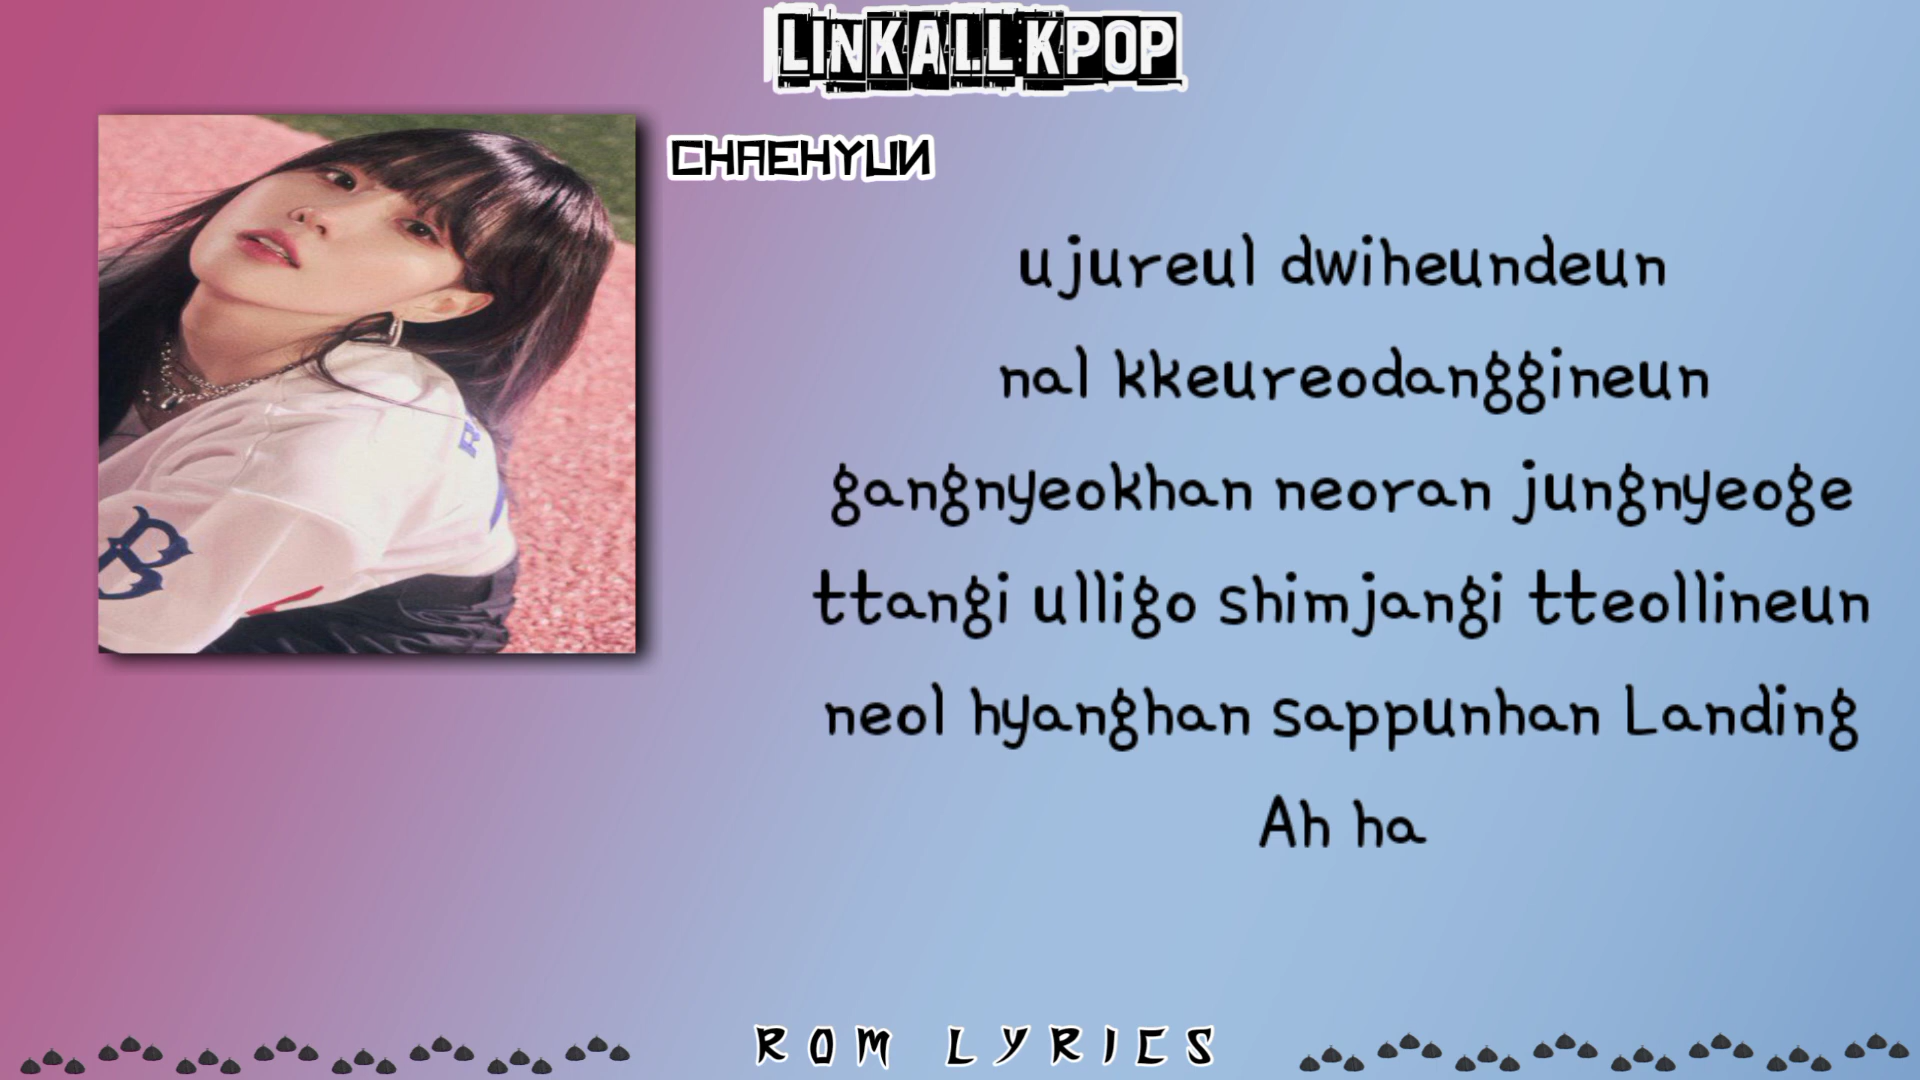 LINKALLKPOP
CHAEHYUN
ujureul dwiheundeun
nal kkeureodanggineun
gangnyeokhan neoran jungnyeoge
ttangi ulligo shimjangi tteollineun
neol hyanghan sappunhan Landing
Ah ha
B
ROM LYRICS